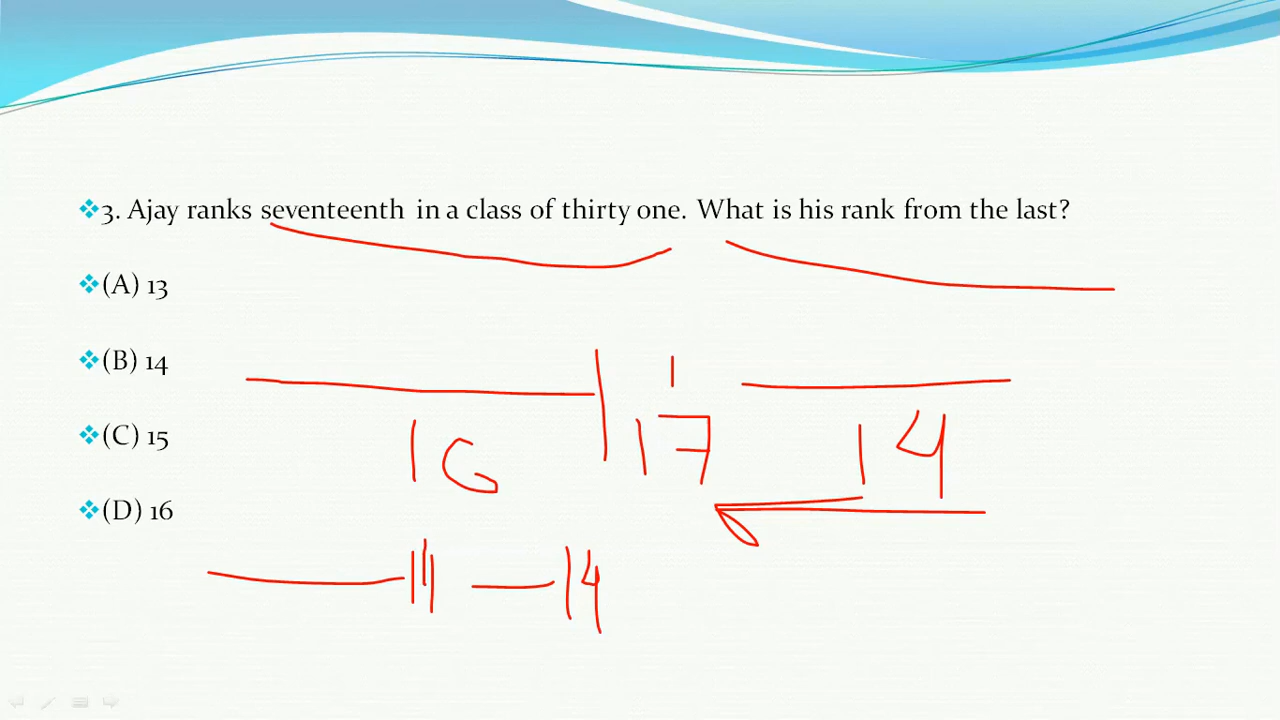 3. Ajay ranks seventeenth in a class of thirty one. What is his rank from the last?
(A) 13
(B) 14
(C) 15
(D) 16
16 17 14
14